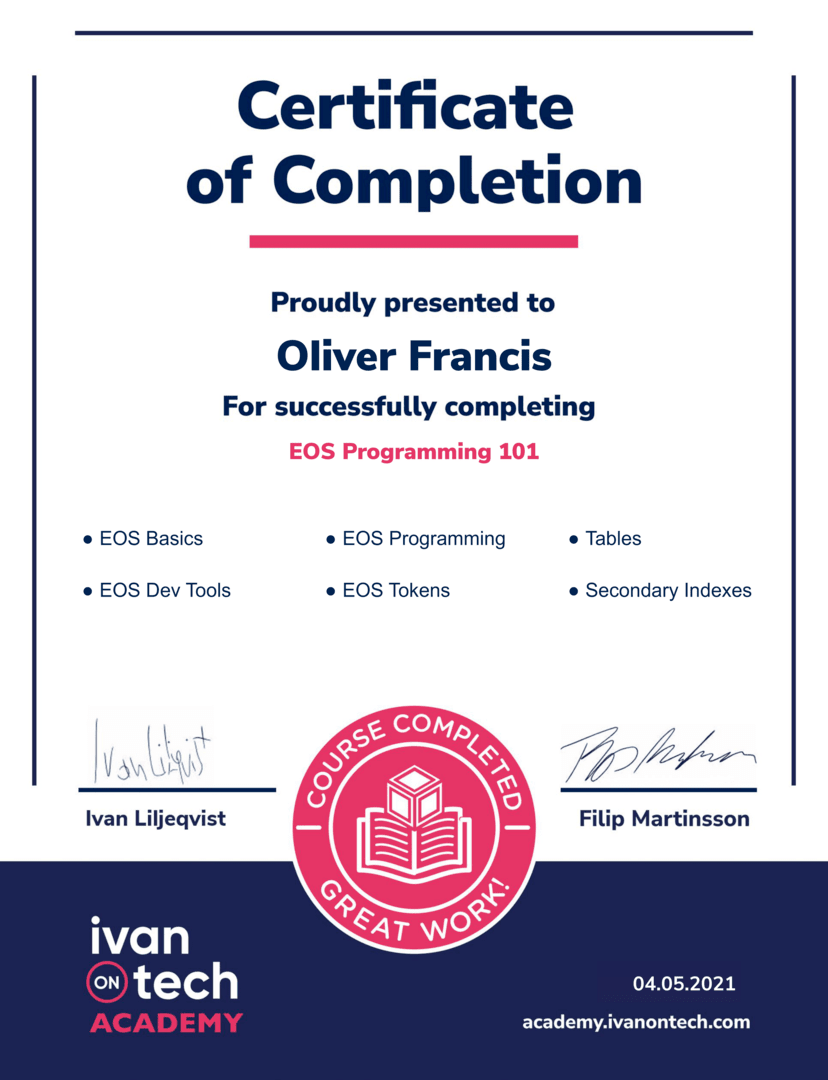 Certificate
of Completion
Proudly presented to
Oliver Francis
For successfully completing
EOS Programming 101
● EOS Basics
● EOS Programming
● Tables
● EOS Dev Tools
● EOS Tokens
● Secondary Indexes
Ivan Liljeqvist
Ivan Liljeqvist
Filip Martinsson
COURSE COMPLETED
GREAT WORK!
ivan
ON tech
ACADEMY
04.05.2021
academy.ivanontech.com